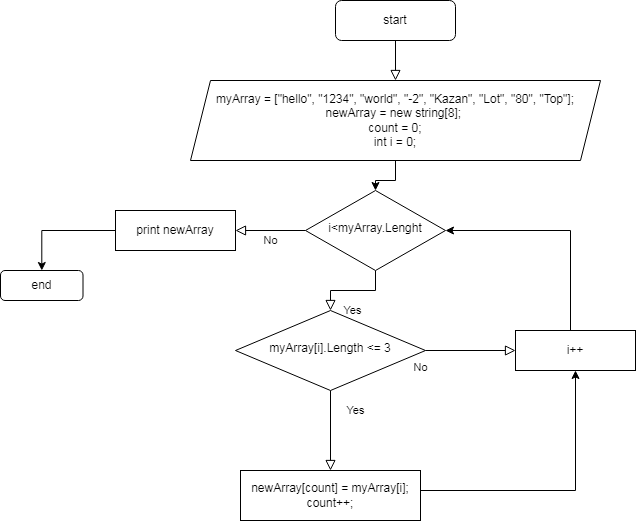 start
myArray = ["hello", "1234", "world", "-2", "Kazan", "Lot", "80", "Top"];
newArray = new string[8];
count = 0;
int i = 0;
i<myArray.Lenght
No
print newArray
end
Yes
myArray[i].Length <= 3
No
i++
Yes
newArray[count] = myArray[i];
count++;